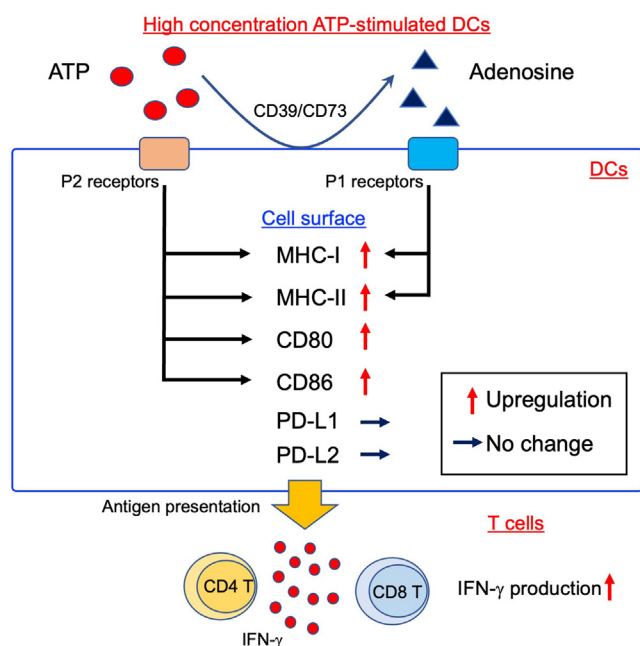 High concentration ATP-stimulated DCs
ATP
Adenosine
CD39/CD73
P2 receptors
P1 receptors
DCs
Cell surface
MHC-I
MHC-II
CD80
CD86
PD-L1
PD-L2
Upregulation
No change
Antigen presentation
T cells
CD4 T
CD8 T
IFN-γ production
IFN-γ